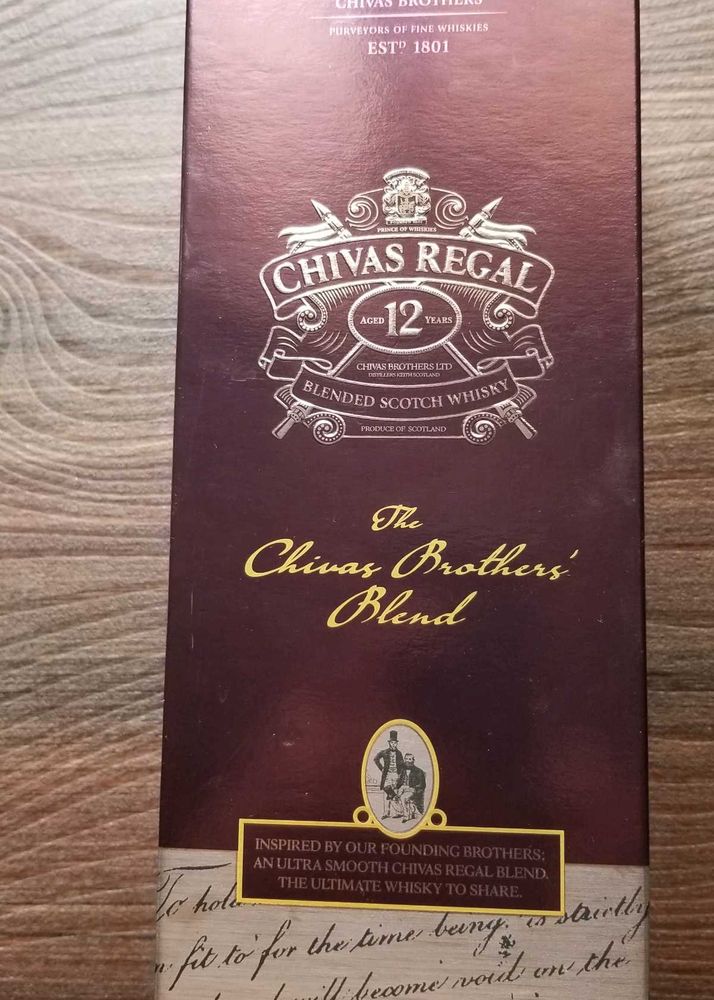 CHIVAS BROTHERS
PURVEYORS OF FINE WHISKIES
ESTD 1801
PRINCE OF WHISKIES
CHIVAS REGAL
AGED 12 YEARS
CHIVAS BROTHERS LTD
DISTILLERS KEITH SCOTLAND
BLENDED SCOTCH WHISKY
PRODUCE OF SCOTLAND
The
Chivas Brothers'
Blend
INSPIRED BY OUR FOUNDING BROTHERS;
AN ULTRA SMOOTH CHIVAS REGAL BLEND.
THE ULTIMATE WHISKY TO SHARE.
To hold
fit to for the time being is strictly
will become void on the